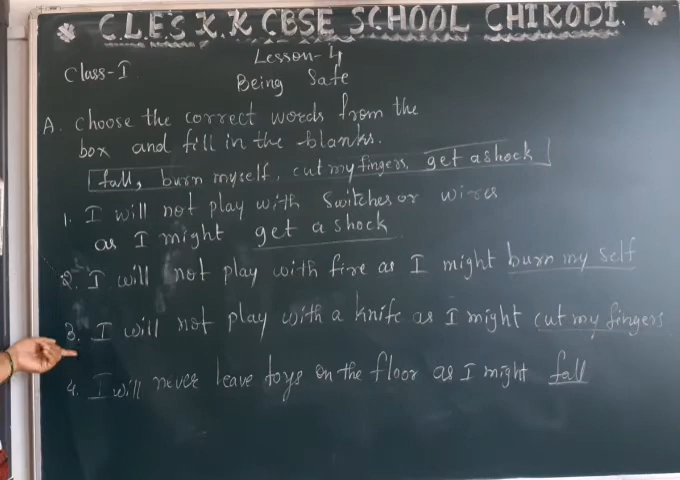 C.L.E'S K.K CBSE SCHOOL CHIKODI.
Lesson-4
Class-I
Being Safe
A. Choose the correct words from the
box and fill in the blanks.
fall, burn myself, cut my fingers, get a shock
1. I will not play with switches or wires
as I might get a shock
2. I will not play with fire as I might burn my self
3. I will not play with a knife as I might cut my fingers
4. I will never leave toys on the floor as I might fall